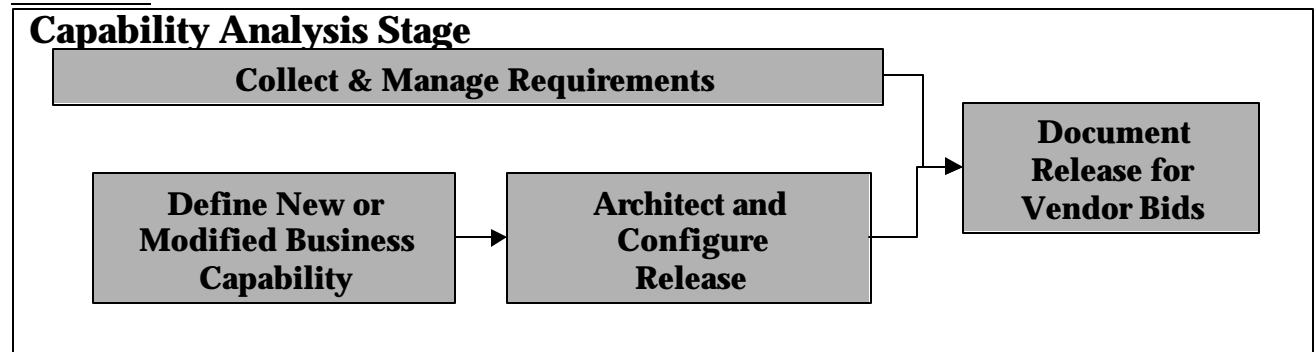 Capability Analysis Stage
Collect & Manage Requirements
Document
Release for
Vendor Bids
Define New or
Modified Business
Capability
Architect and
Configure
Release